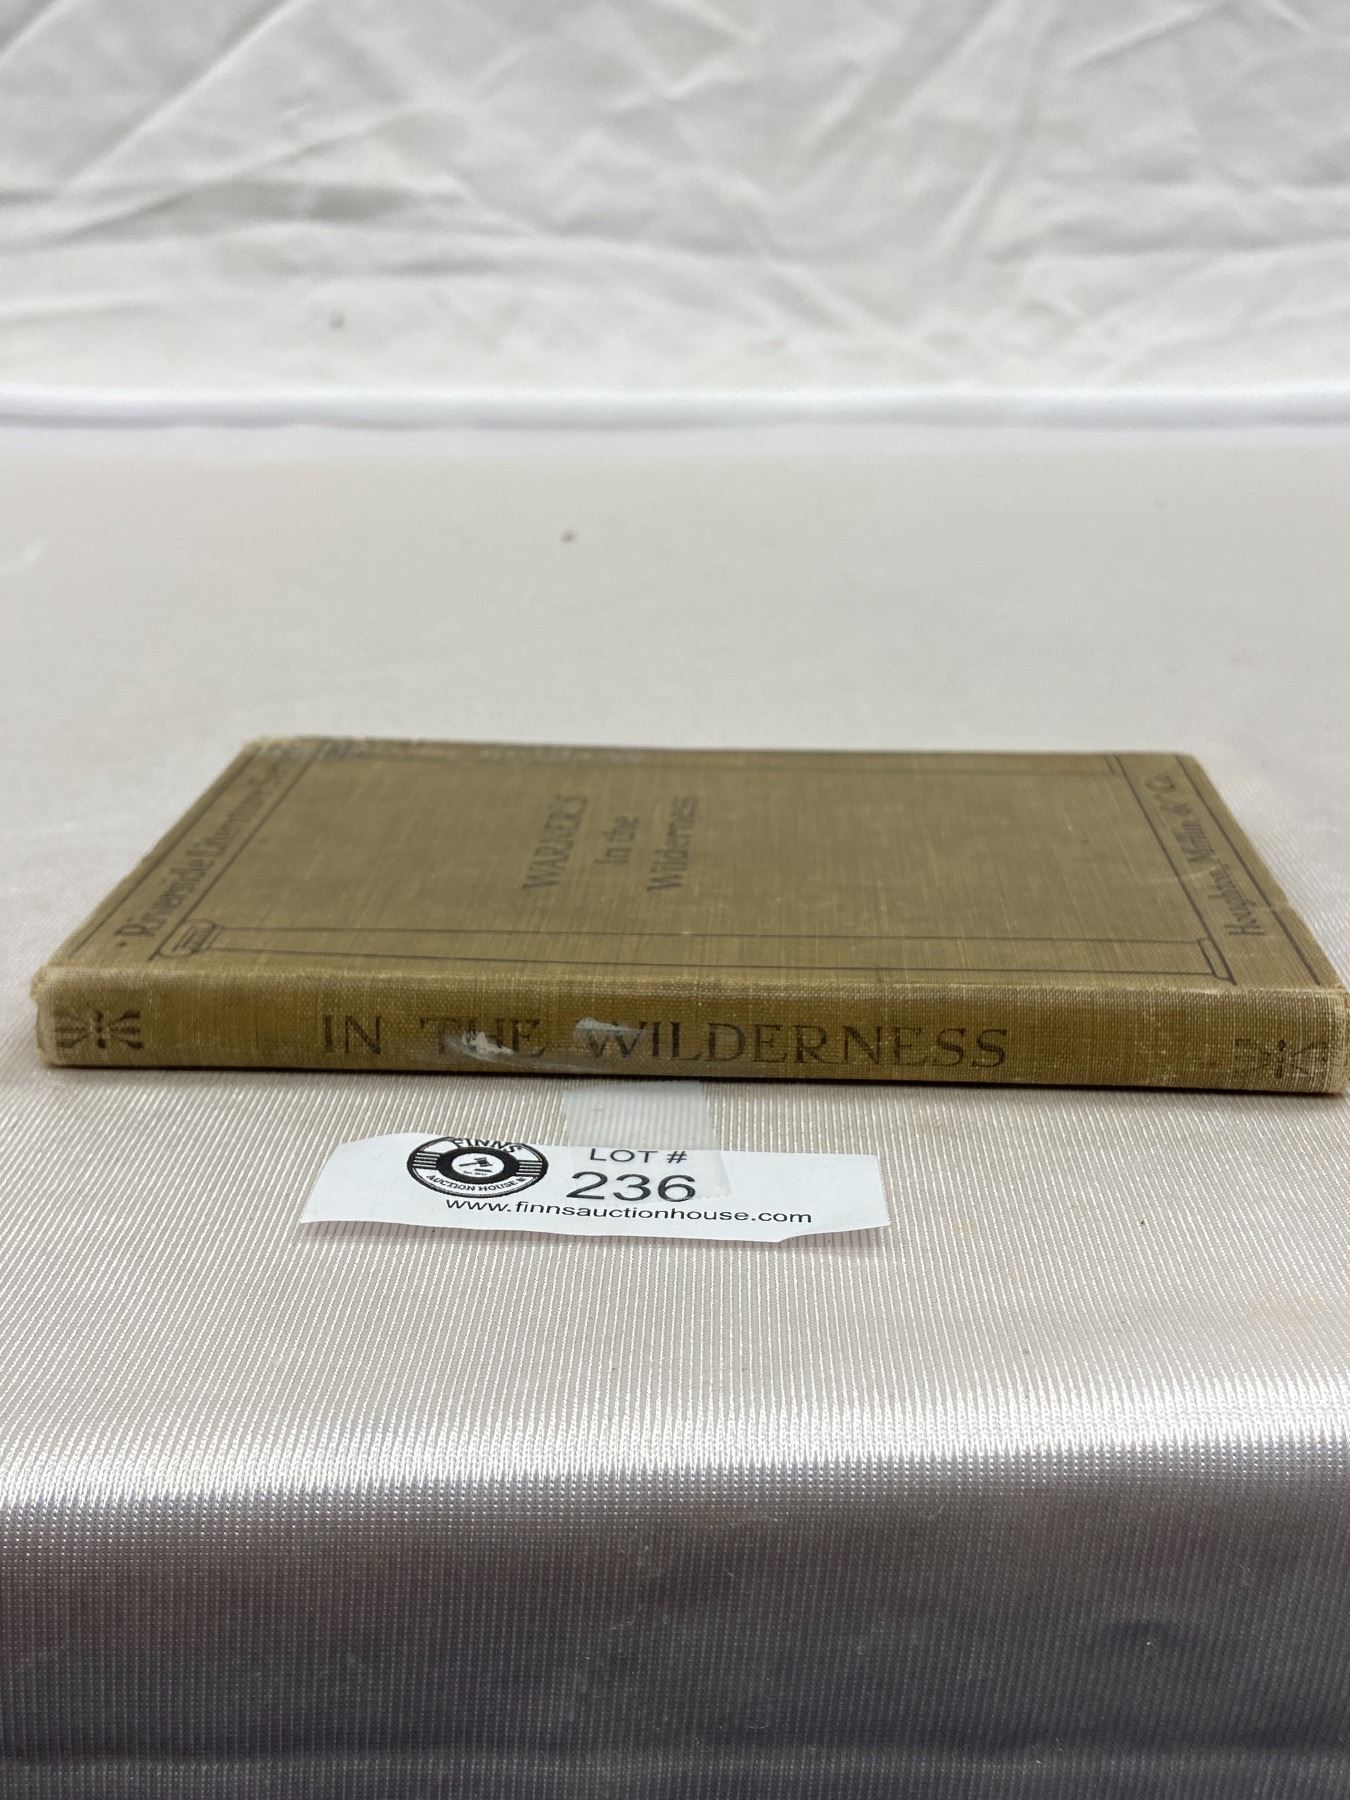 Riverside Literature Series
WARNER'S
In the
Wilderness
Houghton, Mifflin & Co.
IN THE WILDERNESS
FINNS
AUCTION HOUSE
LOT #
236
www.finnsauctionhouse.com